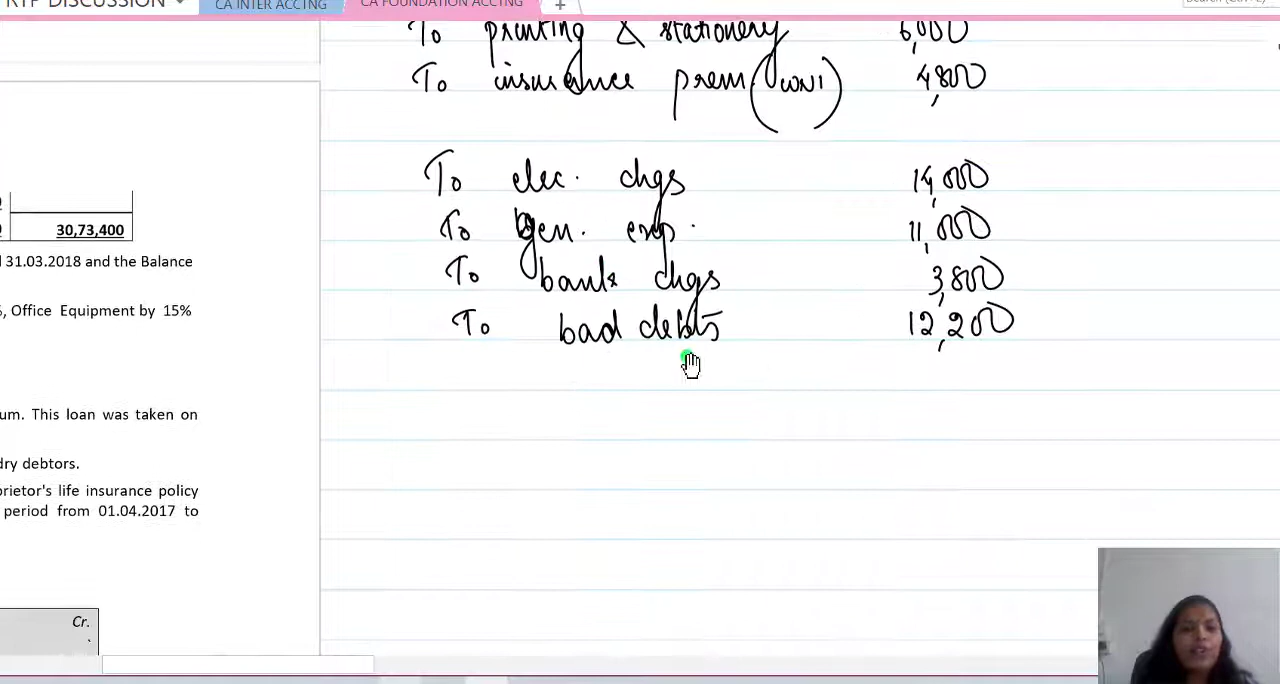 RTP DISCUSSION
CA INTER ACCTNG
CA FOUNDATION ACCTNG
To printing & stationery 6,000
To insurance prem (WN1) 4,800
To elec. chgs 14,000
To gen. exp. 11,000
To bank chgs 3,800
To bad debts 12,200
30,73,400
31.03.2018 and the Balance
, Office Equipment by 15%
um. This loan was taken on
dry debtors.
prietor's life insurance policy
period from 01.04.2017 to
Cr.